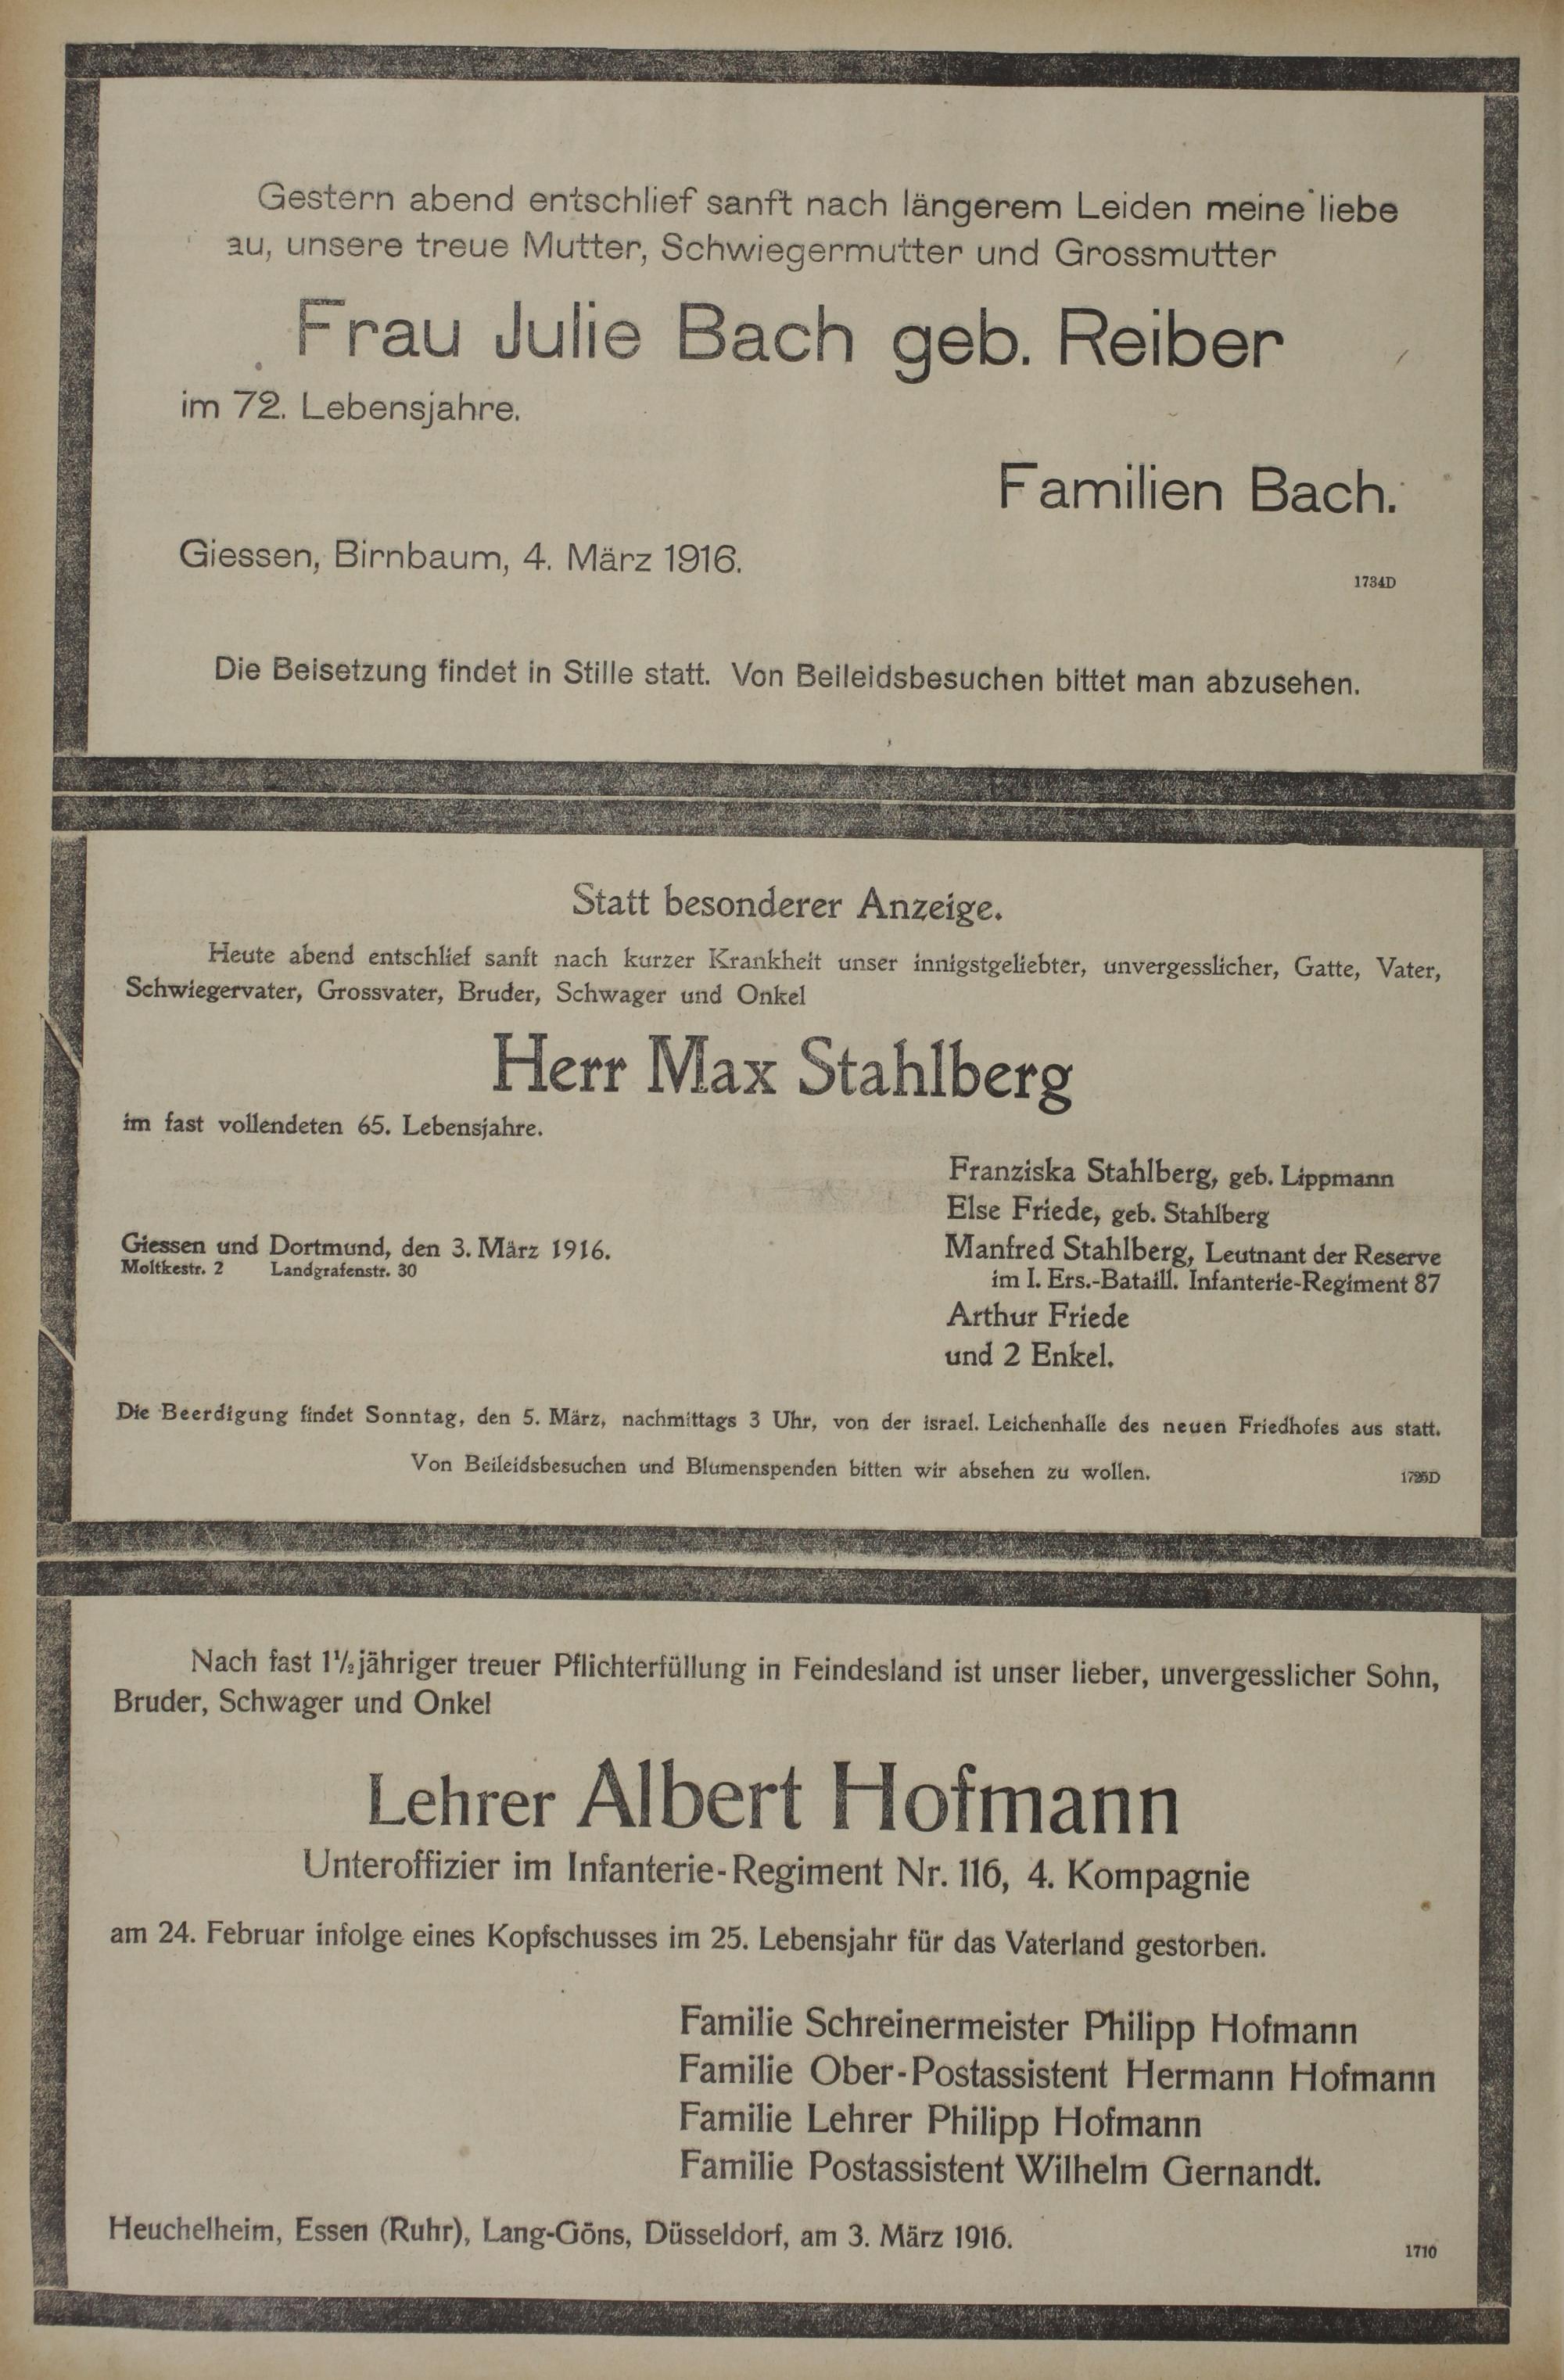 Gestern abend entschlief sanft nach längerem Leiden meine liebe
au, unsere treue Mutter, Schwiegermutter und Grossmutter
Frau Julie Bach geb. Reiber
im 72. Lebensjahre.
Familien Bach.
Giessen, Birnbaum, 4. März 1916.
1734D
Die Beisetzung findet in Stille statt. Von Beileidsbesuchen bittet man abzusehen.
Statt besonderer Anzeige.
Heute abend entschlief sanft nach kurzer Krankheit unser innigstgeliebter, unvergesslicher, Gatte, Vater,
Schwiegervater, Grossvater, Bruder, Schwager und Onkel
Herr Max Stahlberg
im fast vollendeten 65. Lebensjahre.
Franziska Stahlberg, geb. Lippmann
Else Friede, geb. Stahlberg
Giessen und Dortmund, den 3. März 1916.
Moltkestr. 2 Landgrafenstr. 30
Manfred Stahlberg, Leutnant der Reserve
im I. Ers.-Bataill. Infanterie-Regiment 87
Arthur Friede
und 2 Enkel.
Die Beerdigung findet Sonntag, den 5. März, nachmittags 3 Uhr, von der israel. Leichenhalle des neuen Friedhofes aus statt.
Von Beileidsbesuchen und Blumenspenden bitten wir absehen zu wollen.
Nach fast 1½jähriger treuer Pflichterfüllung in Feindesland ist unser lieber, unvergesslicher Sohn,
Bruder, Schwager und Onkel
Lehrer Albert Hofmann
Unteroffizier im Infanterie-Regiment Nr. 116, 4. Kompagnie
am 24. Februar infolge eines Kopfschusses im 25. Lebensjahr für das Vaterland gestorben.
Familie Schreinermeister Philipp Hofmann
Familie Ober-Postassistent Hermann Hofmann
Familie Lehrer Philipp Hofmann
Familie Postassistent Wilhelm Gernandt.
Heuchelheim, Essen (Ruhr), Lang-Göns, Düsseldorf, am 3. März 1916.
1710